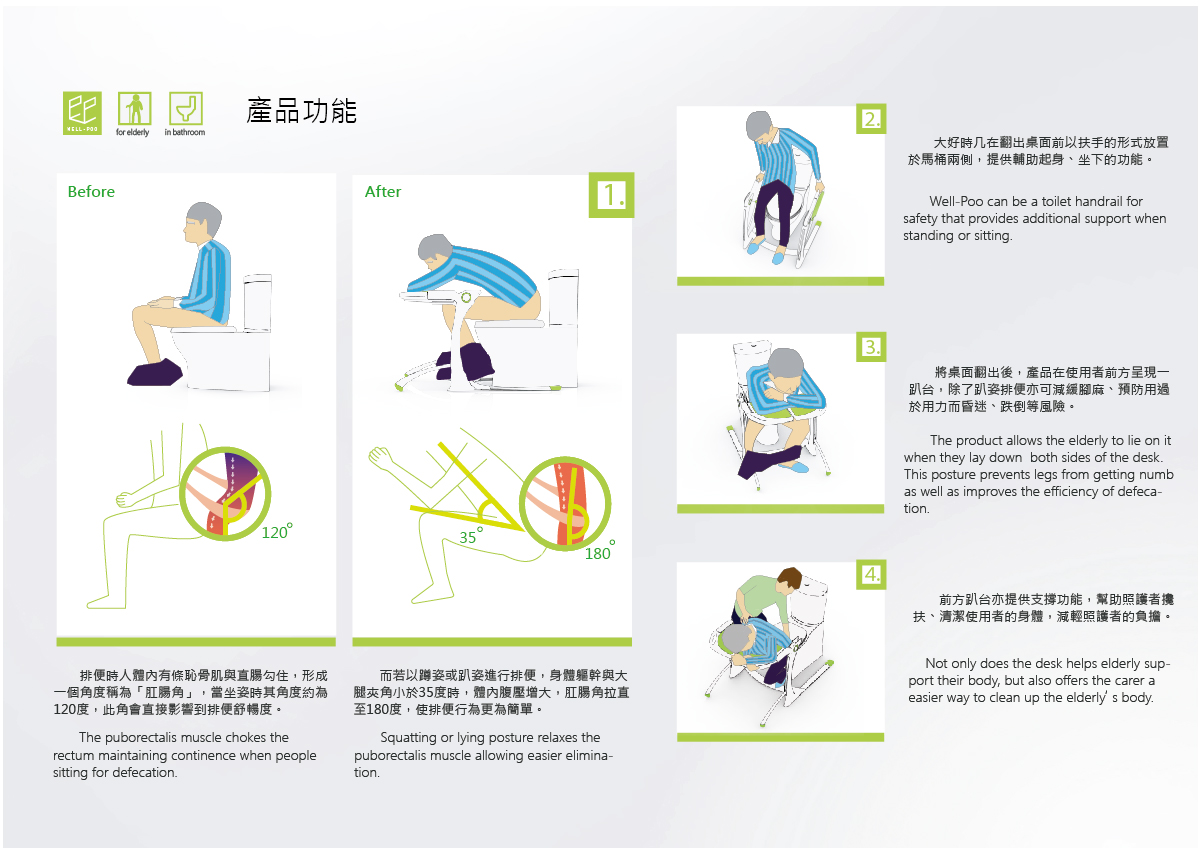 WELL-POO
for elderly
in bathroom
產品功能
Before
After
1.
120°
35°
180°
排便時人體內有條恥骨肌與直腸勾住，形成
一個角度稱為「肛腸角」，當坐姿時其角度約為
120度，此角會直接影響到排便舒暢度。
The puborectalis muscle chokes the
rectum maintaining continence when people
sitting for defecation.
而若以蹲姿或趴姿進行排便，身體軀幹與大
腿夾角小於35度時，體內腹壓增大，肛腸角拉直
至180度，使排便行為更為簡單。
Squatting or lying posture relaxes the
puborectalis muscle allowing easier elimina-
tion.
2.
大好時几在翻出桌面前以扶手的形式放置
於馬桶兩側，提供輔助起身、坐下的功能。
Well-Poo can be a toilet handrail for
safety that provides additional support when
standing or sitting.
3.
將桌面翻出後，產品在使用者前方呈現一
趴台，除了趴姿排便亦可減緩腳麻、預防用過
於用力而昏迷、跌倒等風險。
The product allows the elderly to lie on it
when they lay down both sides of the desk.
This posture prevents legs from getting numb
as well as improves the efficiency of defeca-
tion.
4.
前方趴台亦提供支撐功能，幫助照護者攙
扶、清潔使用者的身體，減輕照護者的負擔。
Not only does the desk helps elderly sup-
port their body, but also offers the carer a
easier way to clean up the elderly's body.